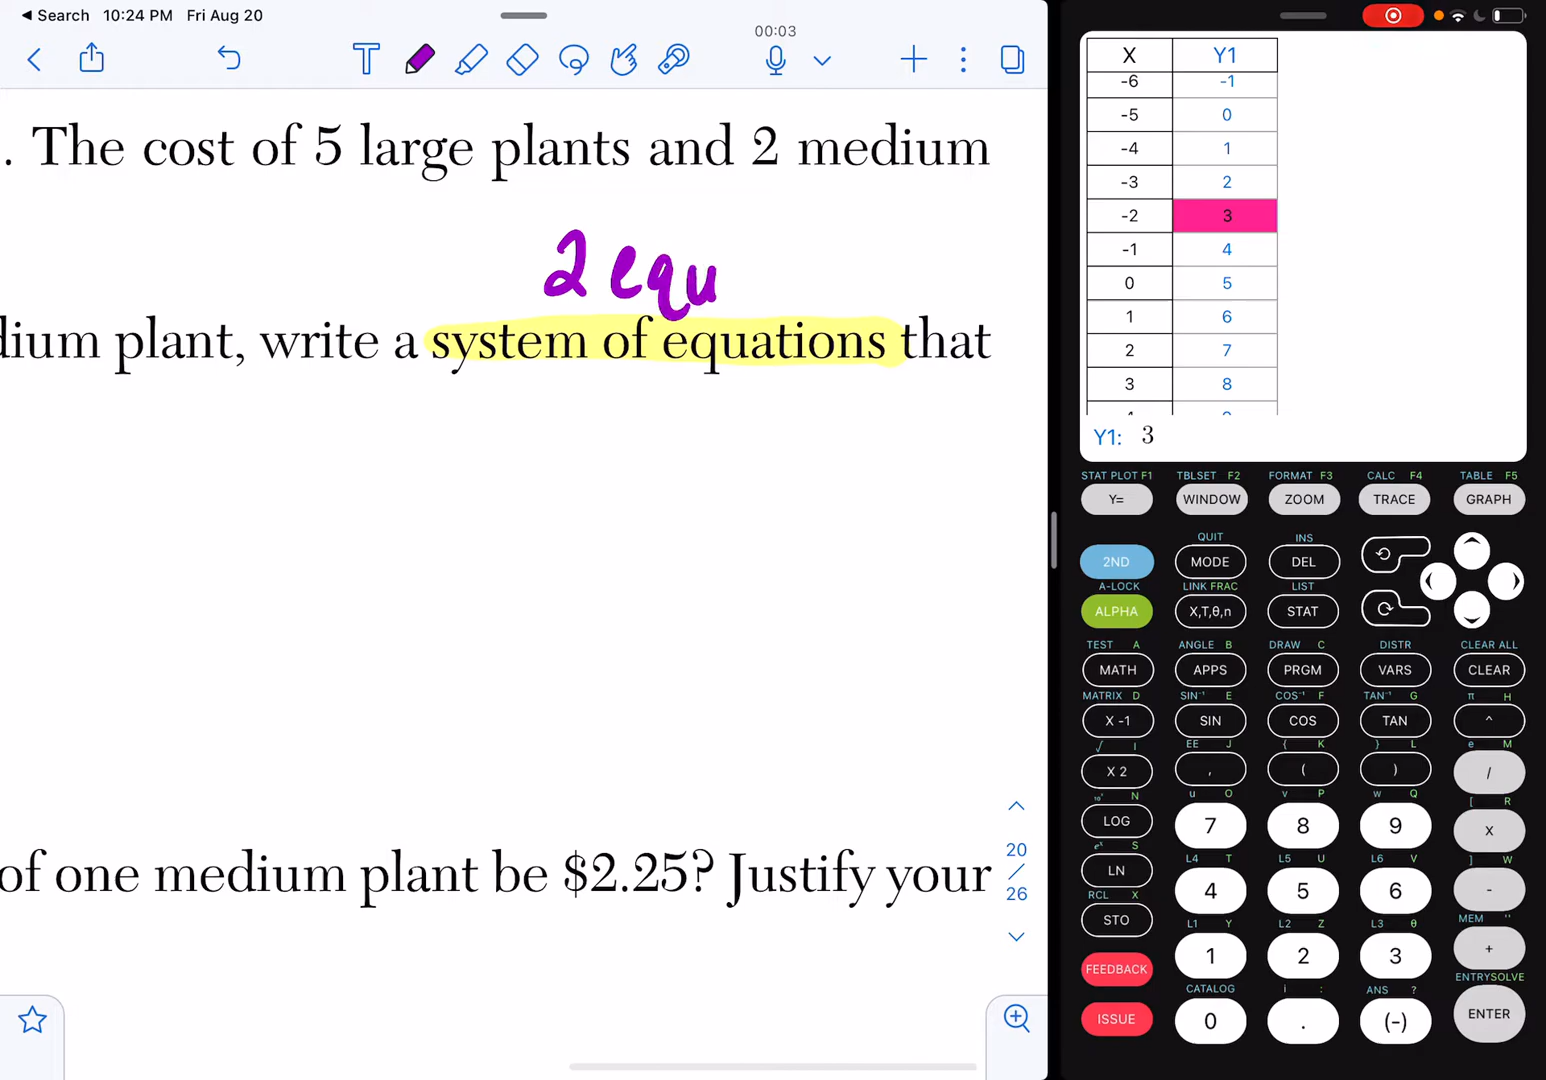 Search 10:24 PM Fri Aug 20
00:03
. The cost of 5 large plants and 2 medium
2 equ
dium plant, write a system of equations that
of one medium plant be $2.25? Justify your
20
/
26
X Y1
-6 -1
-5 0
-4 1
-3 2
-2 3
-1 4
0 5
1 6
2 7
3 8
Y1: 3
STAT PLOT F1 TBLSET F2 FORMAT F3 CALC F4 TABLE F5
Y= WINDOW ZOOM TRACE GRAPH
QUIT INS
2ND MODE DEL
A-LOCK LINK FRAC LIST
ALPHA X,T,θ,n STAT
TEST A ANGLE B DRAW C DISTR CLEAR ALL
MATH APPS PRGM VARS CLEAR
MATRIX D SIN⁻¹ E COS⁻¹ F TAN⁻¹ G π H
X -1 SIN COS TAN ^
√ I EE J { K } L e M
X 2 , ( ) /
10ˣ N u O v P w Q [ R
LOG 7 8 9 X
eˣ S L4 T L5 U L6 V ] W
LN 4 5 6 -
RCL X L1 Y L2 Z L3 θ MEM "
STO 1 2 3 +
FEEDBACK
CATALOG i : ANS ? ENTRY SOLVE
ISSUE 0 . (-) ENTER